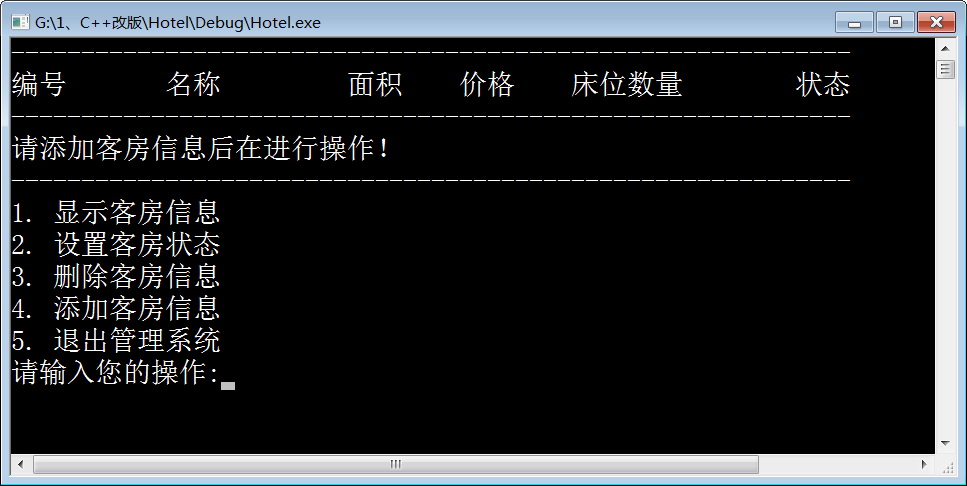 G:\1、C++改版\Hotel\Debug\Hotel.exe
------------------------------------------------------------
编号 名称 面积 价格 床位数量 状态
------------------------------------------------------------
请添加客房信息后在进行操作!
------------------------------------------------------------
1. 显示客房信息
2. 设置客房状态
3. 删除客房信息
4. 添加客房信息
5. 退出管理系统
请输入您的操作:_